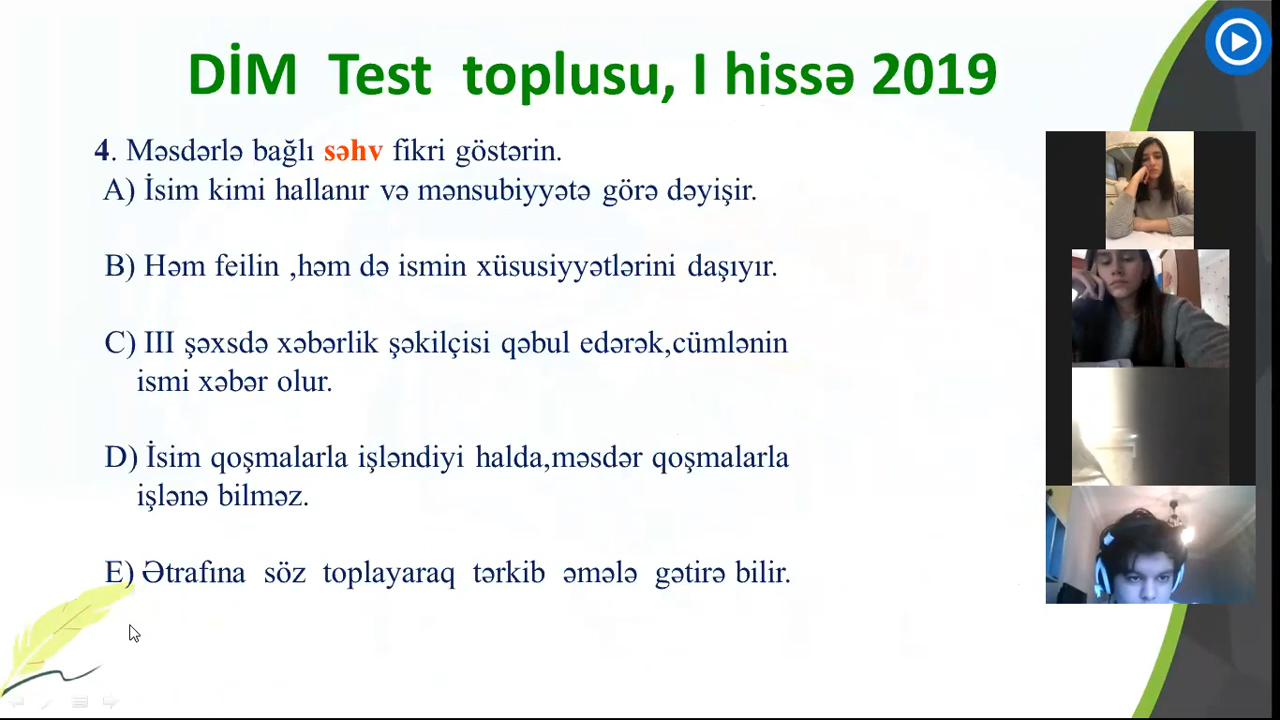 DİM Test toplusu, I hissə 2019
4. Məsdərlə bağlı səhv fikri göstərin.
A) İsim kimi hallanır və mənsubiyyətə görə dəyişir.
B) Həm feilin ,həm də ismin xüsusiyyətlərini daşıyır.
C) III şəxsdə xəbərlik şəkilçisi qəbul edərək,cümlənin
ismi xəbər olur.
D) İsim qoşmalarla işləndiyi halda,məsdər qoşmalarla
işlənə bilməz.
E) Ətrafına söz toplayaraq tərkib əmələ gətirə bilir.